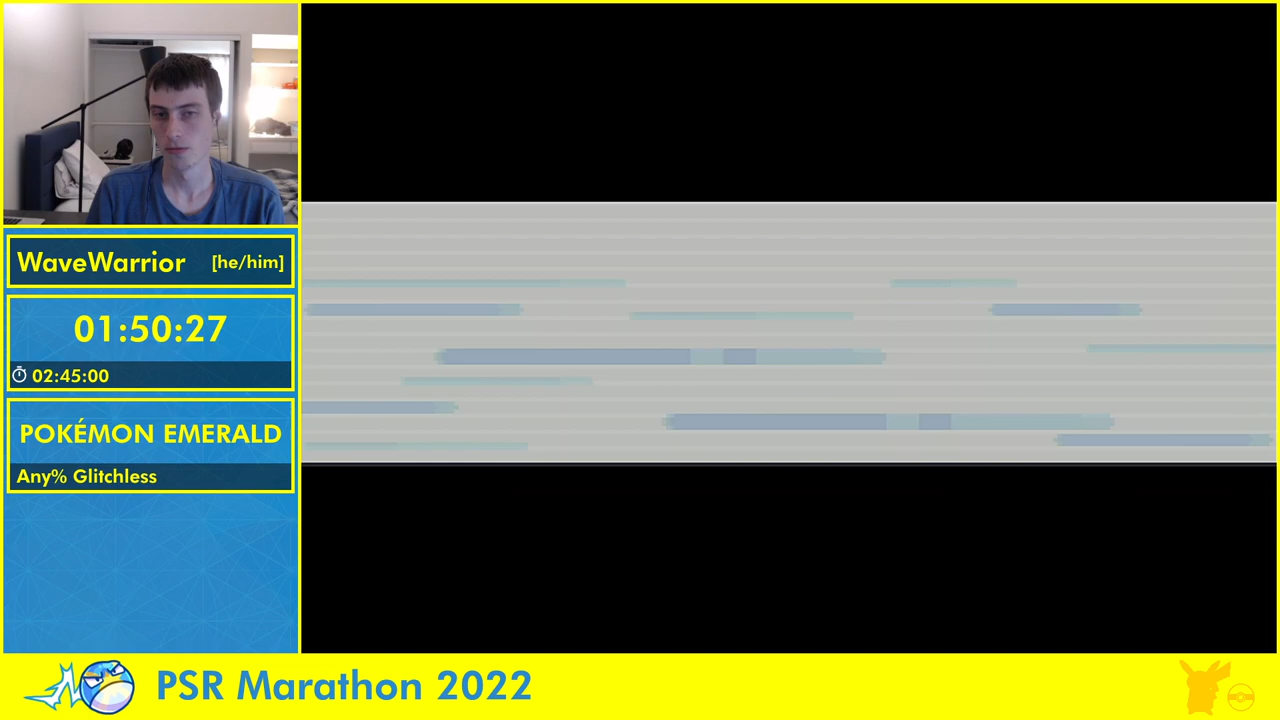 WaveWarrior [he/him]
01:50:27
02:45:00
POKÉMON EMERALD
Any% Glitchless
PSR Marathon 2022